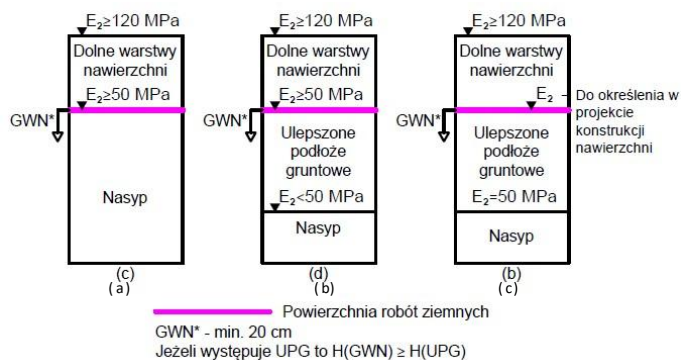 E₂≥120 MPa
Dolne warstwy
nawierzchni
E₂≥50 MPa
GWN*
Nasyp
(c)
(a)
E₂≥120 MPa
Dolne warstwy
nawierzchni
E₂≥50 MPa
GWN*
Ulepszone
podłoże
gruntowe
E₂<50 MPa
Nasyp
(d)
(b)
E₂≥120 MPa
Dolne warstwy
nawierzchni
E₂ – Do określenia w
projekcie
konstrukcji
nawierzchni
GWN*
Ulepszone
podłoże
gruntowe
E₂=50 MPa
Nasyp
(b)
(c)
Powierzchnia robót ziemnych
GWN* - min. 20 cm
Jeżeli występuje UPG to H(GWN) ≥ H(UPG)